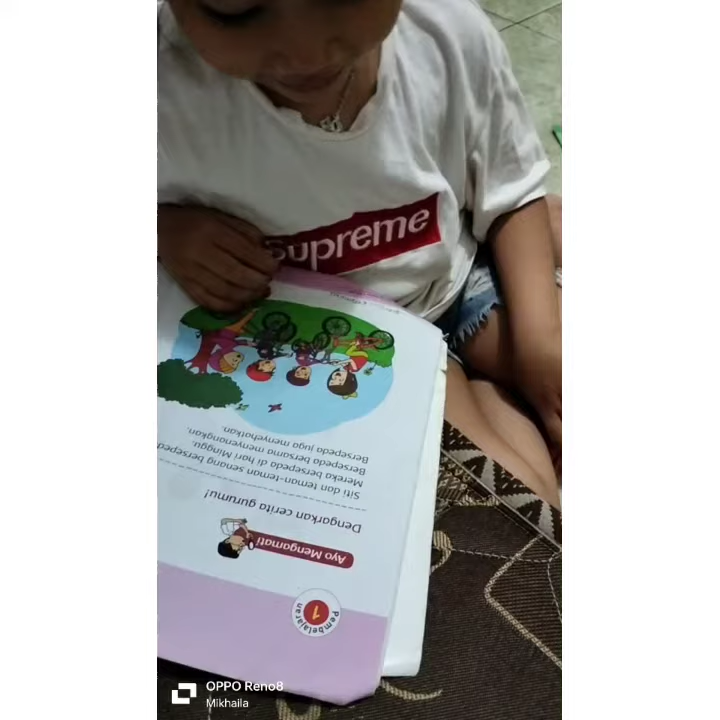 Supreme
Pembelajaran
1
Ayo Mengamati
Dengarkan cerita gurumu!
Siti dan teman-teman senang bersepeda
Mereka bersepeda di hari Minggu.
Bersepeda bersama menyenangkan.
Bersepeda juga menyehatkan.
OPPO Reno8
Mikhaila